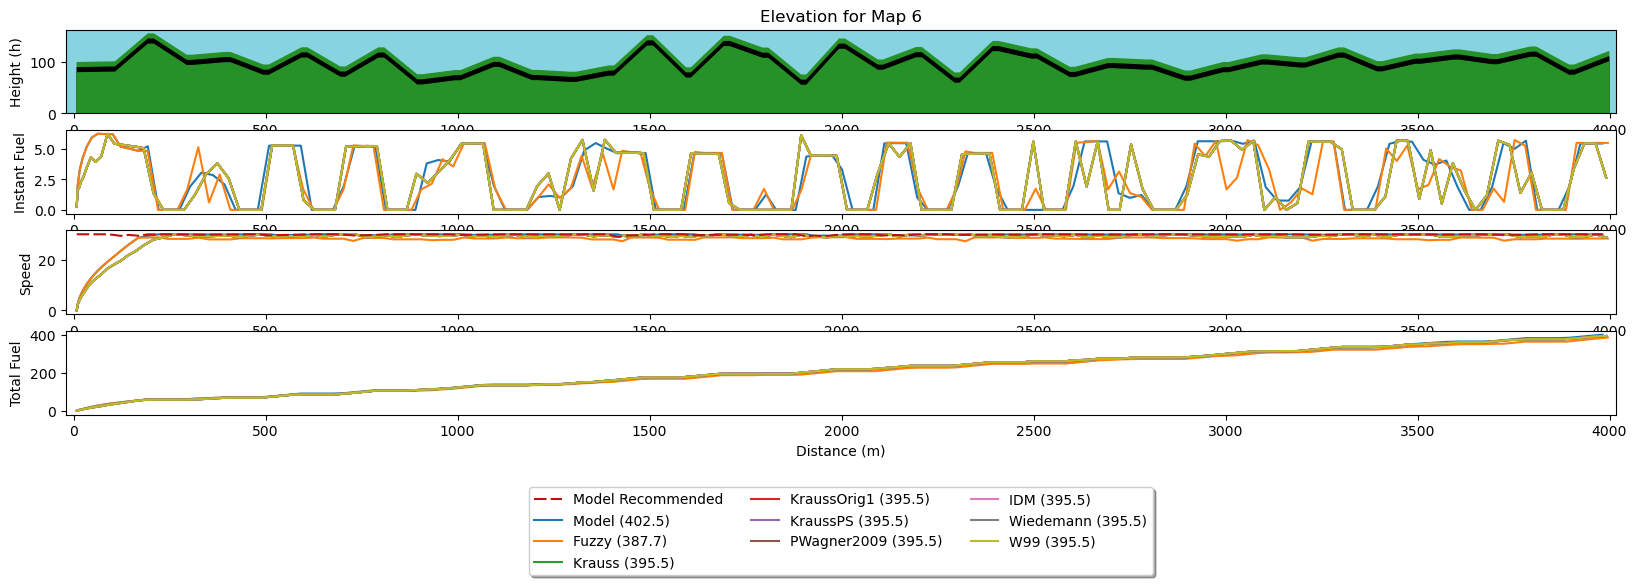 Elevation for Map 6
Height (h)
100
0
0 500 1000 1500 2000 2500 3000 3500 4000
Instant Fuel
5.0
2.5
0.0
0 500 1000 1500 2000 2500 3000 3500 4000
Speed
20
0
0 500 1000 1500 2000 2500 3000 3500 4000
Total Fuel
400
200
0
0 500 1000 1500 2000 2500 3000 3500 4000
Distance (m)
Model Recommended
Model (402.5)
Fuzzy (387.7)
Krauss (395.5)
KraussOrig1 (395.5)
KraussPS (395.5)
PWagner2009 (395.5)
IDM (395.5)
Wiedemann (395.5)
W99 (395.5)